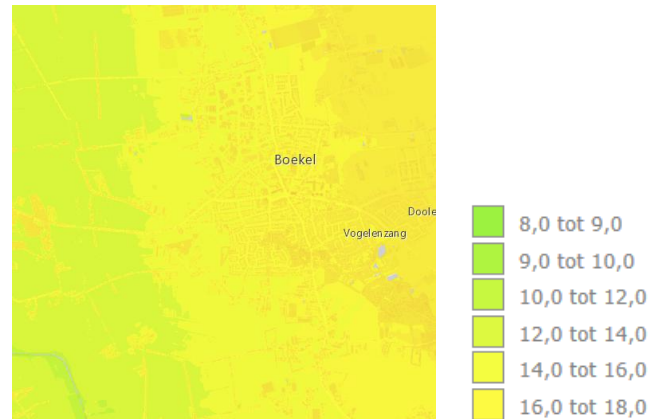 Boekel
Doole
Vogelenzang
8,0 tot 9,0
9,0 tot 10,0
10,0 tot 12,0
12,0 tot 14,0
14,0 tot 16,0
16,0 tot 18,0